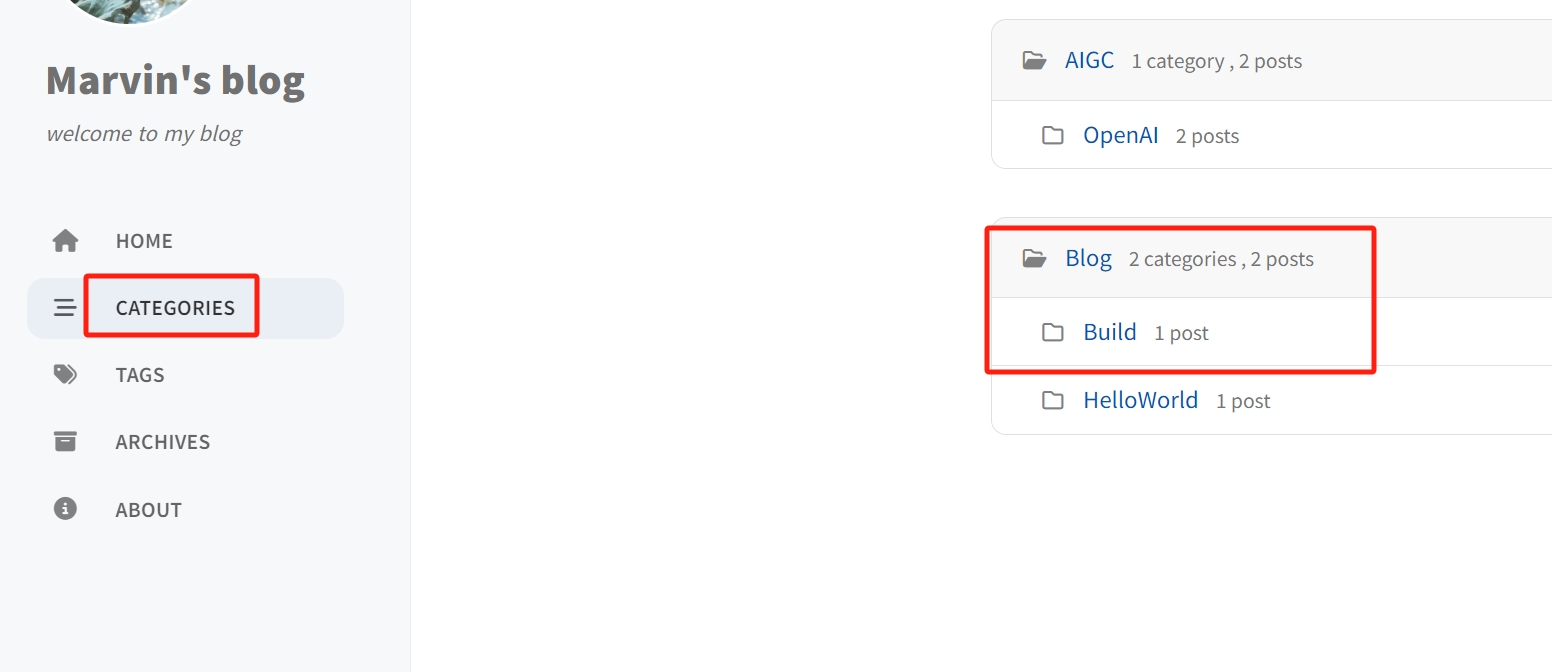 Marvin's blog
welcome to my blog
HOME
CATEGORIES
TAGS
ARCHIVES
ABOUT
AIGC 1 category , 2 posts
OpenAI 2 posts
Blog 2 categories , 2 posts
Build 1 post
HelloWorld 1 post